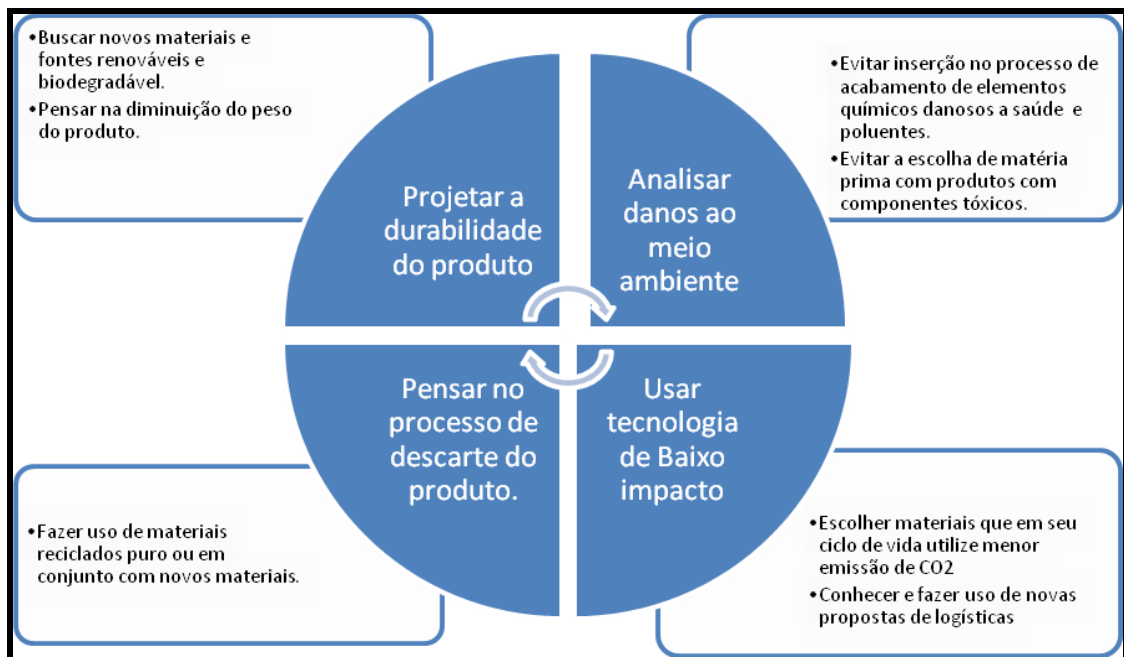 •Buscar novos materiais e
fontes renováveis e
biodegradável.
•Pensar na diminuição do peso
do produto.
Projetar a
durabilidade
do produto
Analisar
danos ao
meio
ambiente
•Evitar inserção no processo de
acabamento de elementos
químicos danosos a saúde e
poluentes.
•Evitar a escolha de matéria
prima com produtos com
componentes tóxicos.
Pensar no
processo de
descarte do
produto.
Usar
tecnologia
de Baixo
impacto
•Fazer uso de materiais
reciclados puro ou em
conjunto com novos materiais.
•Escolher materiais que em seu
ciclo de vida utilize menor
emissão de CO2
•Conhecer e fazer uso de novas
propostas de logísticas